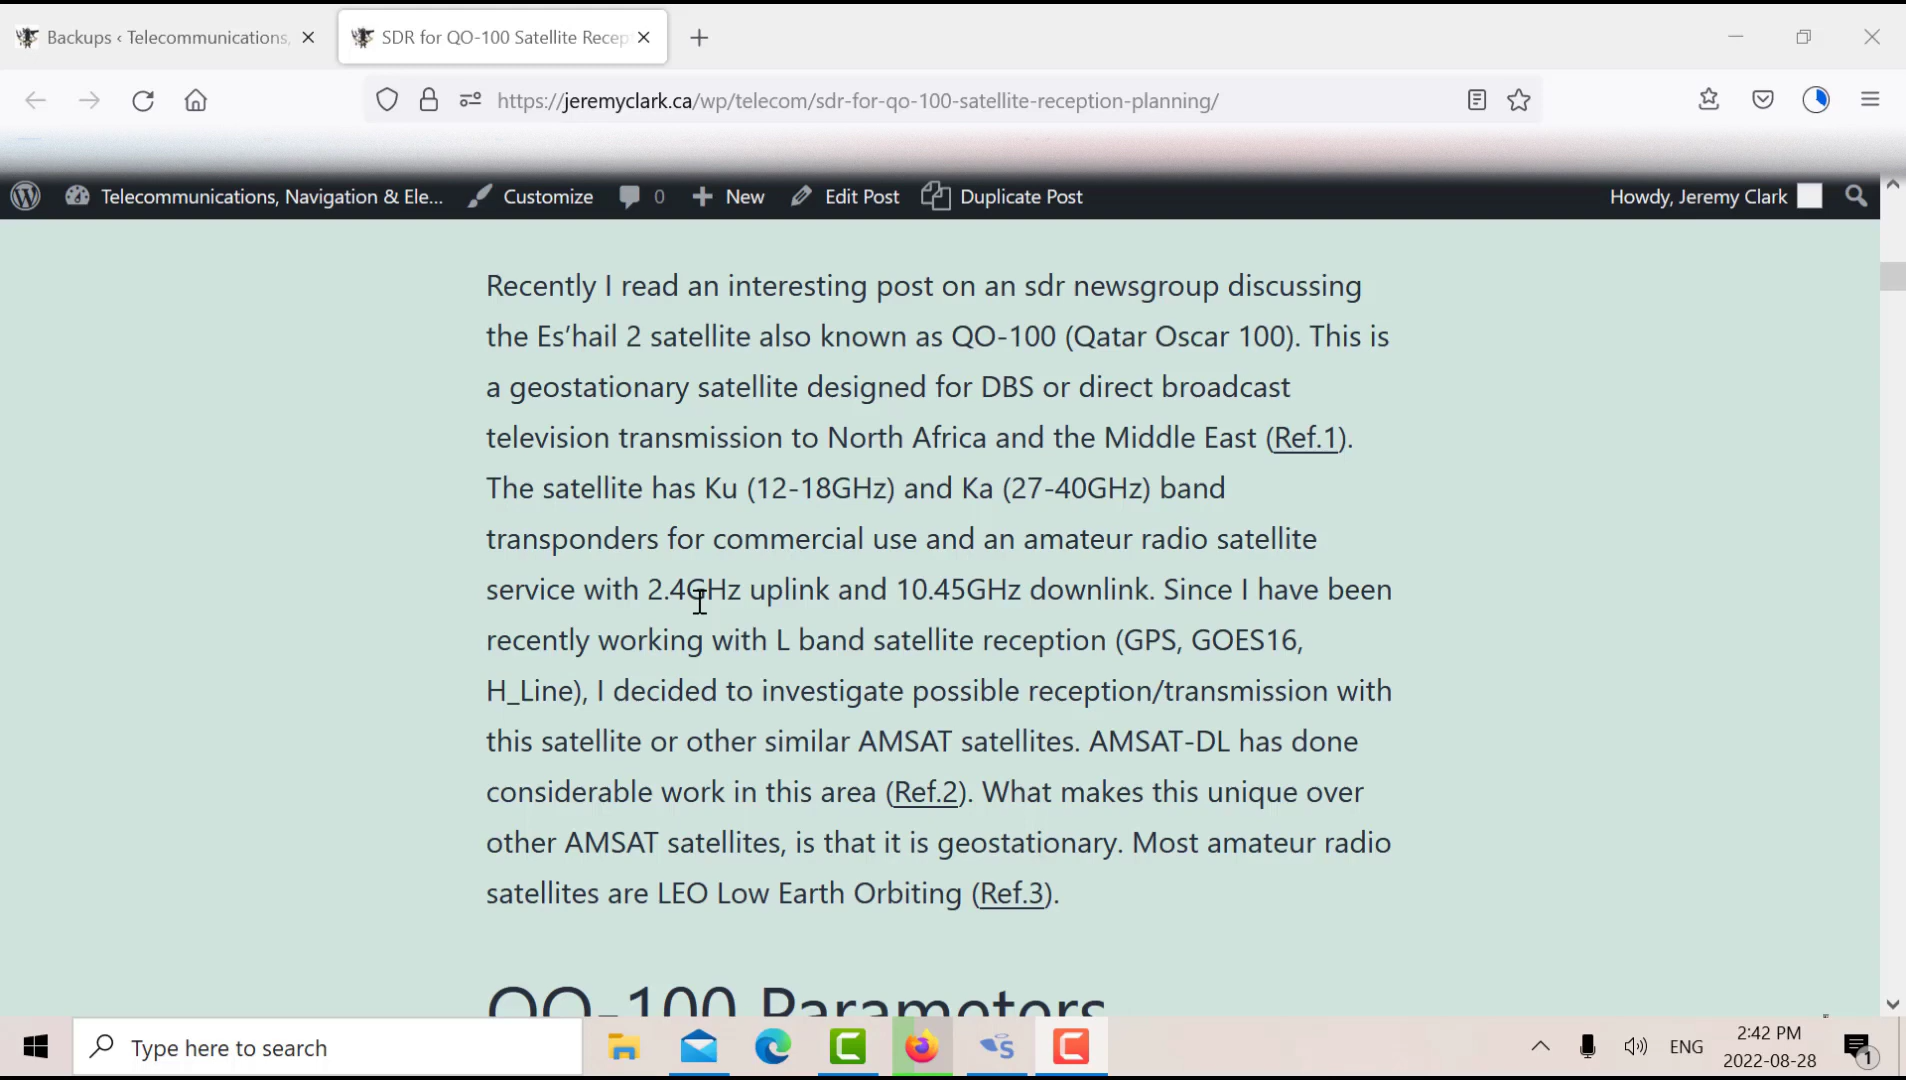 Backups ‹ Telecommunications,
SDR for QO-100 Satellite Recep
https://jeremyclark.ca/wp/telecom/sdr-for-qo-100-satellite-reception-planning/
Telecommunications, Navigation & Ele...
Customize
0
New
Edit Post
Duplicate Post
Howdy, Jeremy Clark
Recently I read an interesting post on an sdr newsgroup discussing
the Es’hail 2 satellite also known as QO-100 (Qatar Oscar 100). This is
a geostationary satellite designed for DBS or direct broadcast
television transmission to North Africa and the Middle East (Ref.1).
The satellite has Ku (12-18GHz) and Ka (27-40GHz) band
transponders for commercial use and an amateur radio satellite
service with 2.4GHz uplink and 10.45GHz downlink. Since I have been
recently working with L band satellite reception (GPS, GOES16,
H_Line), I decided to investigate possible reception/transmission with
this satellite or other similar AMSAT satellites. AMSAT-DL has done
considerable work in this area (Ref.2). What makes this unique over
other AMSAT satellites, is that it is geostationary. Most amateur radio
satellites are LEO Low Earth Orbiting (Ref.3).
QO-100 Parameters
Type here to search
ENG
2:42 PM
2022-08-28
1